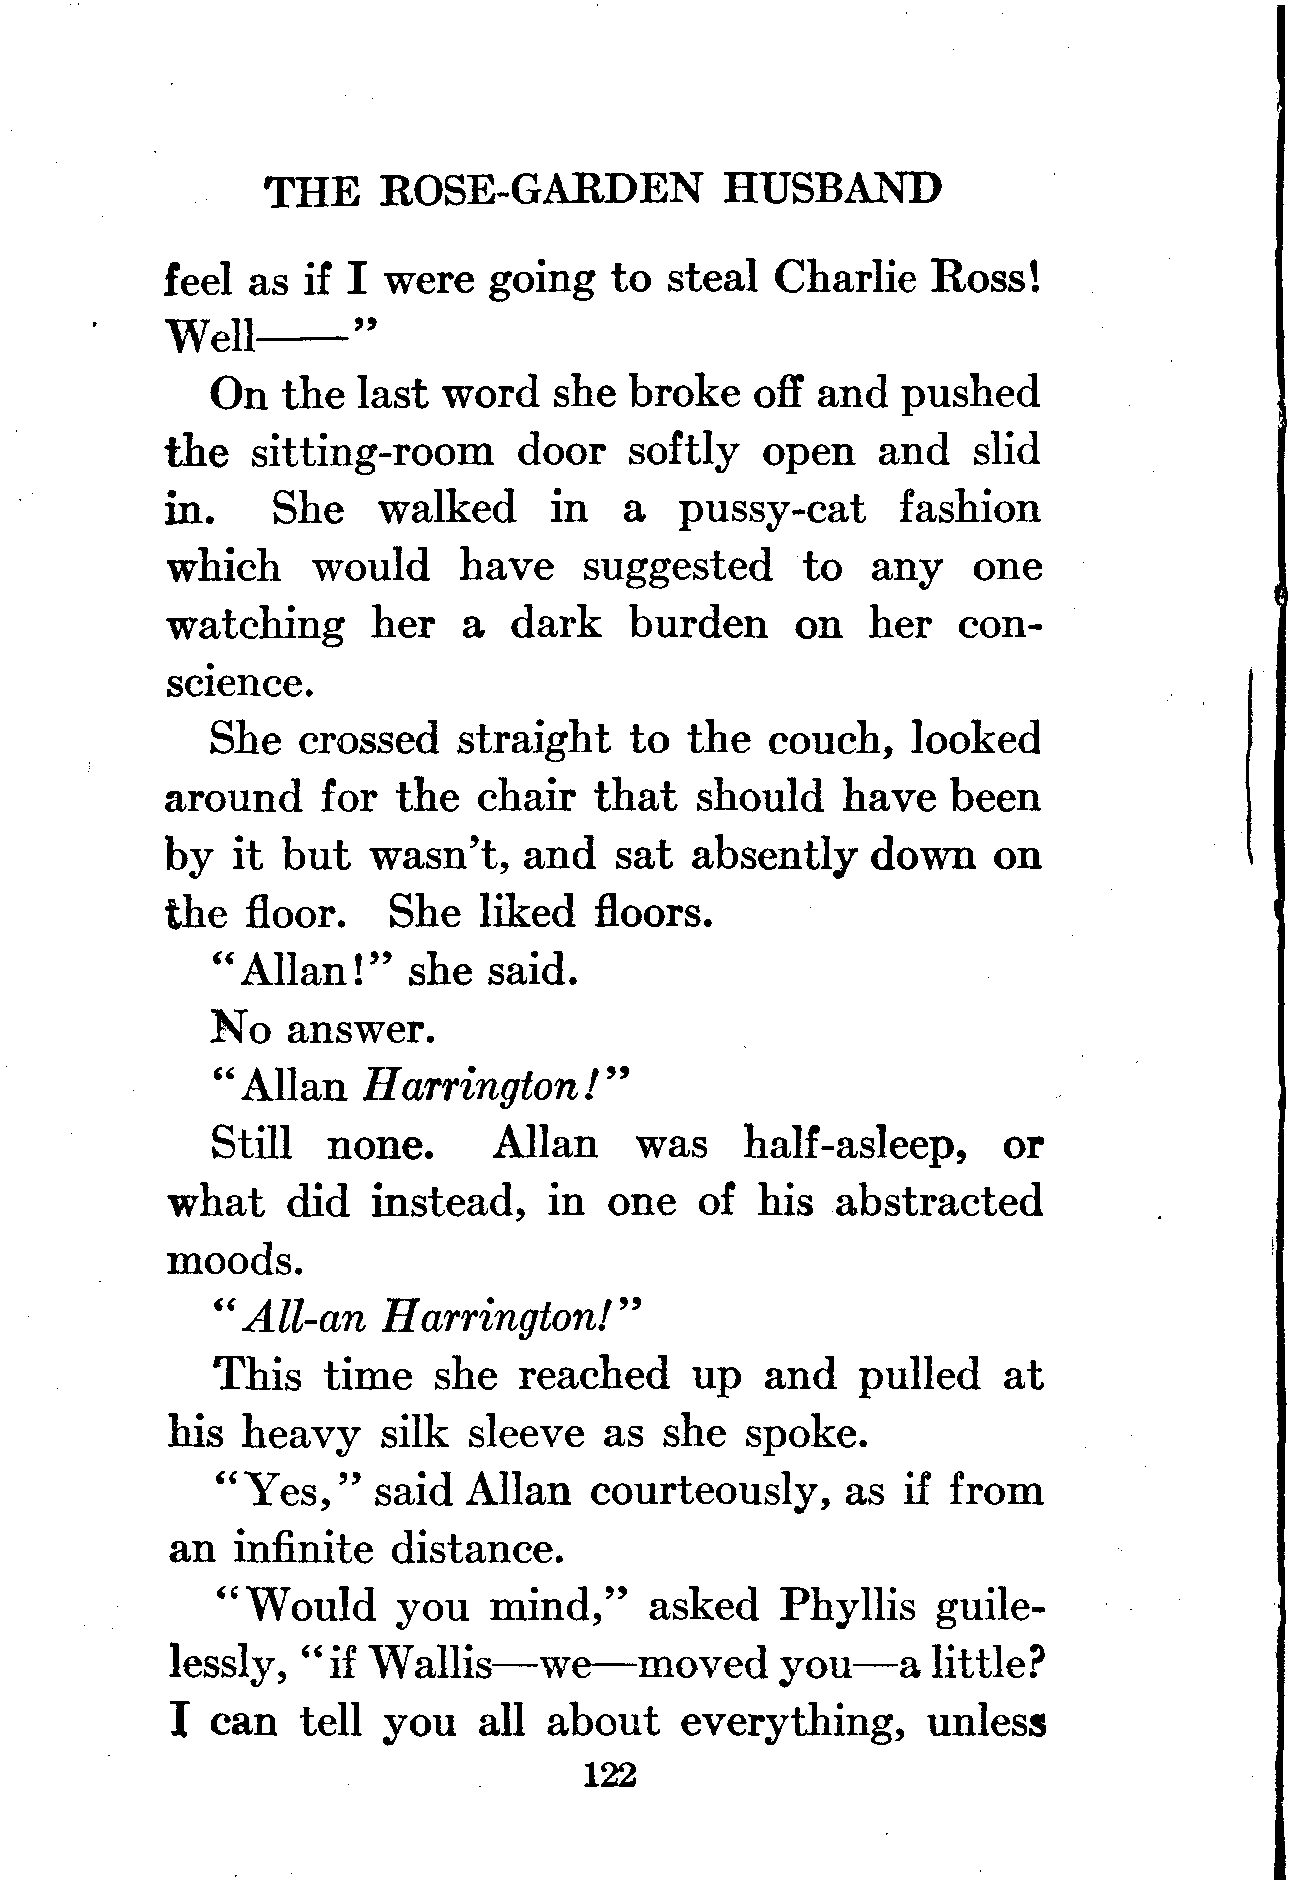 THE ROSE-GARDEN HUSBAND
feel as if I were going to steal Charlie Ross!
Well——”
On the last word she broke off and pushed
the sitting-room door softly open and slid
in. She walked in a pussy-cat fashion
which would have suggested to any one
watching her a dark burden on her con-
science.
She crossed straight to the couch, looked
around for the chair that should have been
by it but wasn’t, and sat absently down on
the floor. She liked floors.
“Allan!” she said.
No answer.
“Allan Harrington!”
Still none. Allan was half-asleep, or
what did instead, in one of his abstracted
moods.
“All-an Harrington!”
This time she reached up and pulled at
his heavy silk sleeve as she spoke.
“Yes,” said Allan courteously, as if from
an infinite distance.
“Would you mind,” asked Phyllis guile-
lessly, “if Wallis—we—moved you—a little?
I can tell you all about everything, unless
122